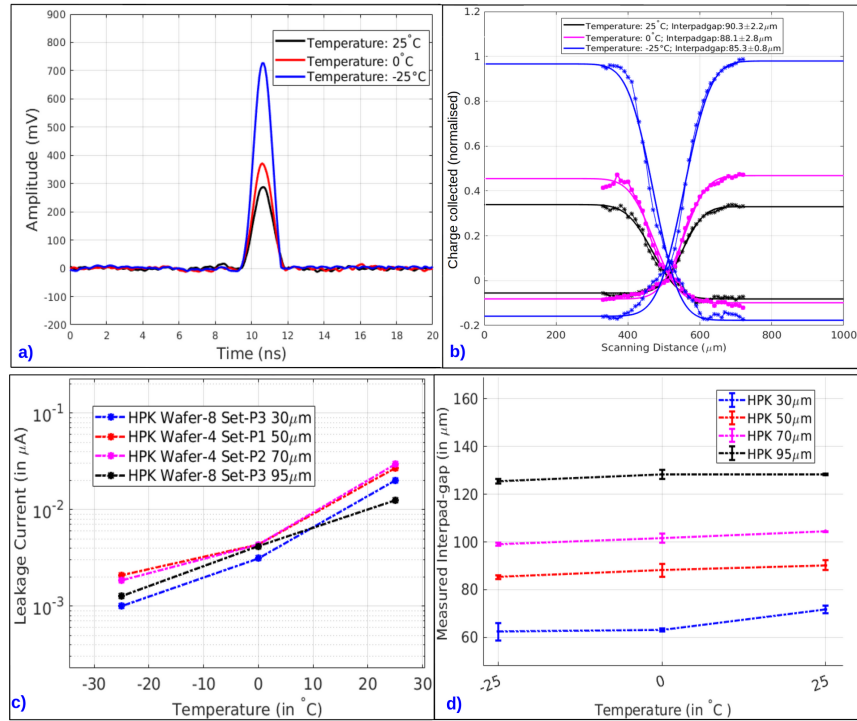 900
800
700
600
500
400
300
200
100
0
-100
-200
Amplitude (mV)
Temperature: 25°C
Temperature: 0°C
Temperature: -25°C
0 2 4 6 8 10 12 14 16 18 20
Time (ns)
a)
1.2
1
0.8
0.6
0.4
0.2
0
-0.2
Charge collected (normalised)
Temperature: 25°C; Interpadgap:90.3±2.2μm
Temperature: 0°C; Interpadgap:88.1±2.8μm
Temperature: -25°C; Interpadgap:85.3±0.8μm
0 200 400 600 800 1000
Scanning Distance (μm)
b)
10-1
10-2
10-3
Leakage Current (in μA)
HPK Wafer-8 Set-P3 30μm
HPK Wafer-4 Set-P1 50μm
HPK Wafer-4 Set-P2 70μm
HPK Wafer-8 Set-P3 95μm
-30 -20 -10 0 10 20 30
Temperature (in °C)
c)
160
140
120
100
80
60
Measured Interpad-gap (in μm)
HPK 30μm
HPK 50μm
HPK 70μm
HPK 95μm
-25 0 25
Temperature (in °C )
d)